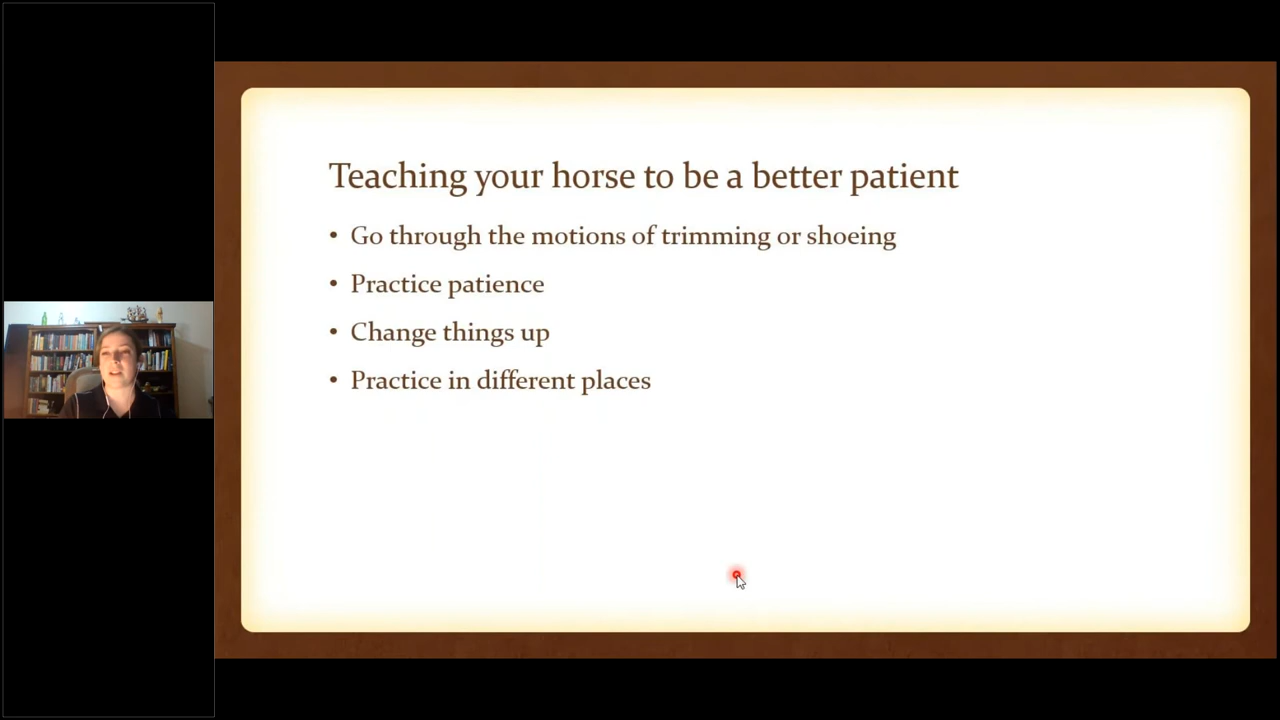 Teaching your horse to be a better patient
• Go through the motions of trimming or shoeing
• Practice patience
• Change things up
• Practice in different places